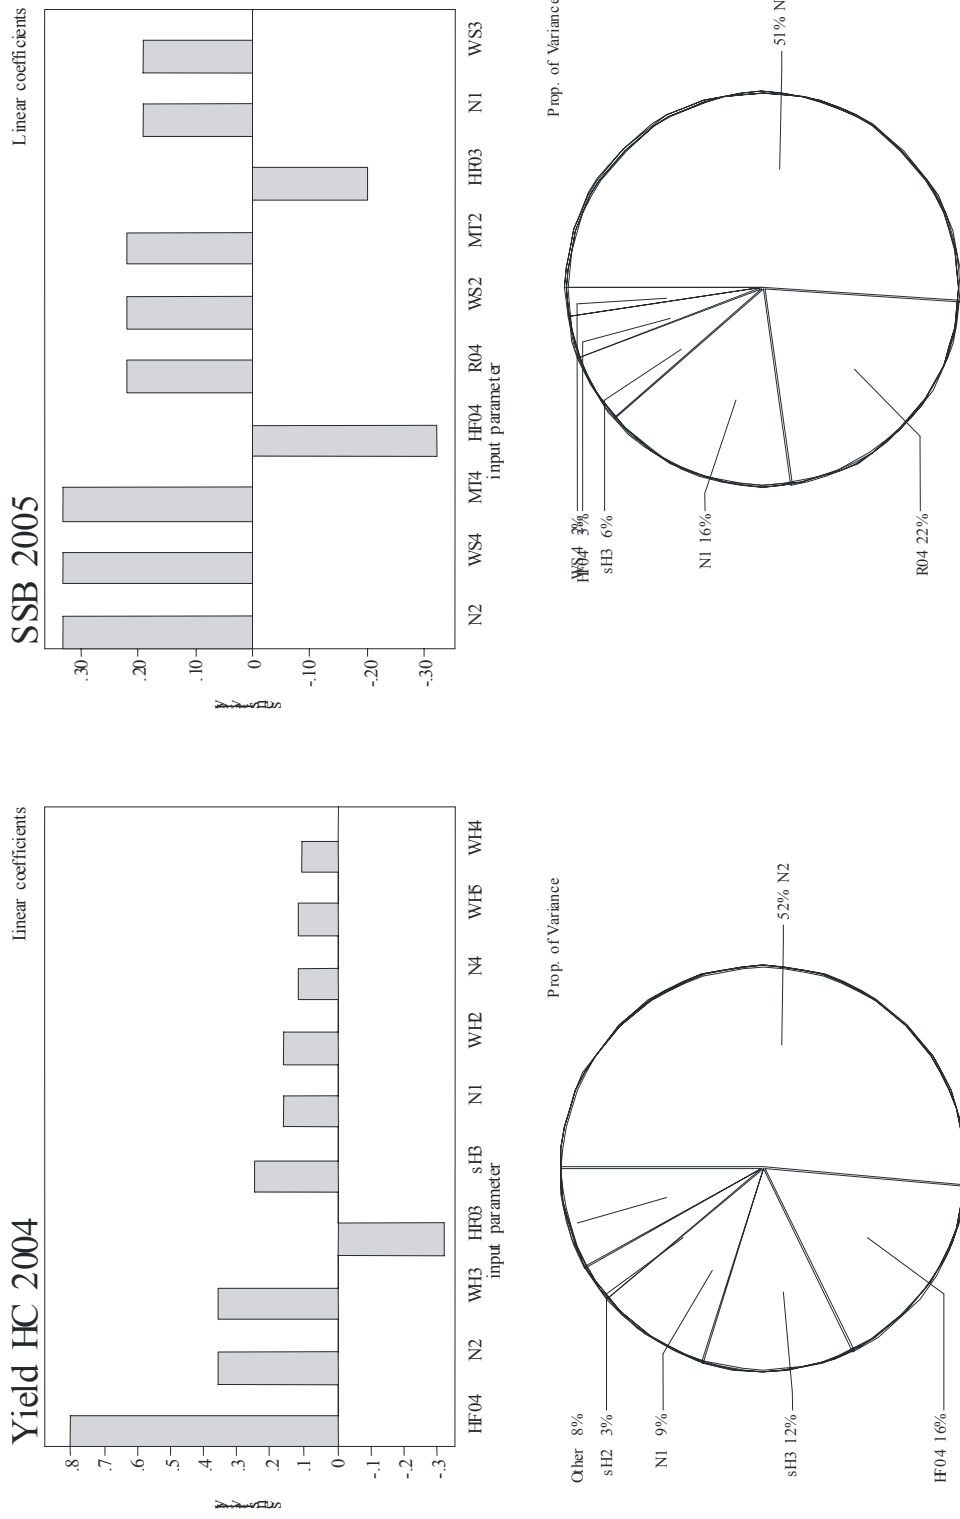 Yield HC 2004
Linear coefficients
.8
.7
.6
.5
.4
.3
.2
.1
0
-.1
-.2
-.3
HF04
N2
WH3
HF03
sH3
N1
WH2
N4
WH5
WH4
input parameter
Prop. of Variance
52% N2
Other 8%
sH2 3%
N1 9%
sH3 12%
HF04 16%
SSB 2005
Linear coefficients
.30
.20
.10
0
-.10
-.20
-.30
N2
WS4
MT4
HF04
R04
WS2
MT2
HF03
N1
WS3
input parameter
Prop. of Variance
51% N
WS4
HF04 3%
sH3 6%
N1 16%
R04 22%